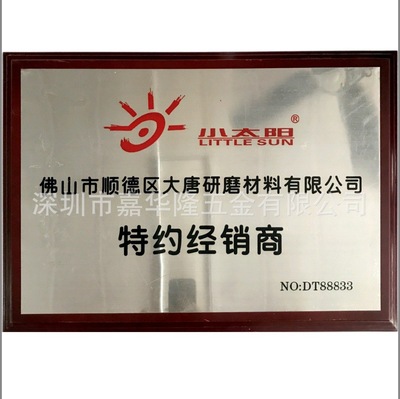 小太阳®
LITTLE SUN
佛山市顺德区大唐研磨材料有限公司
深圳市嘉华隆五金有限公司
特约经销商
NO:DT88833